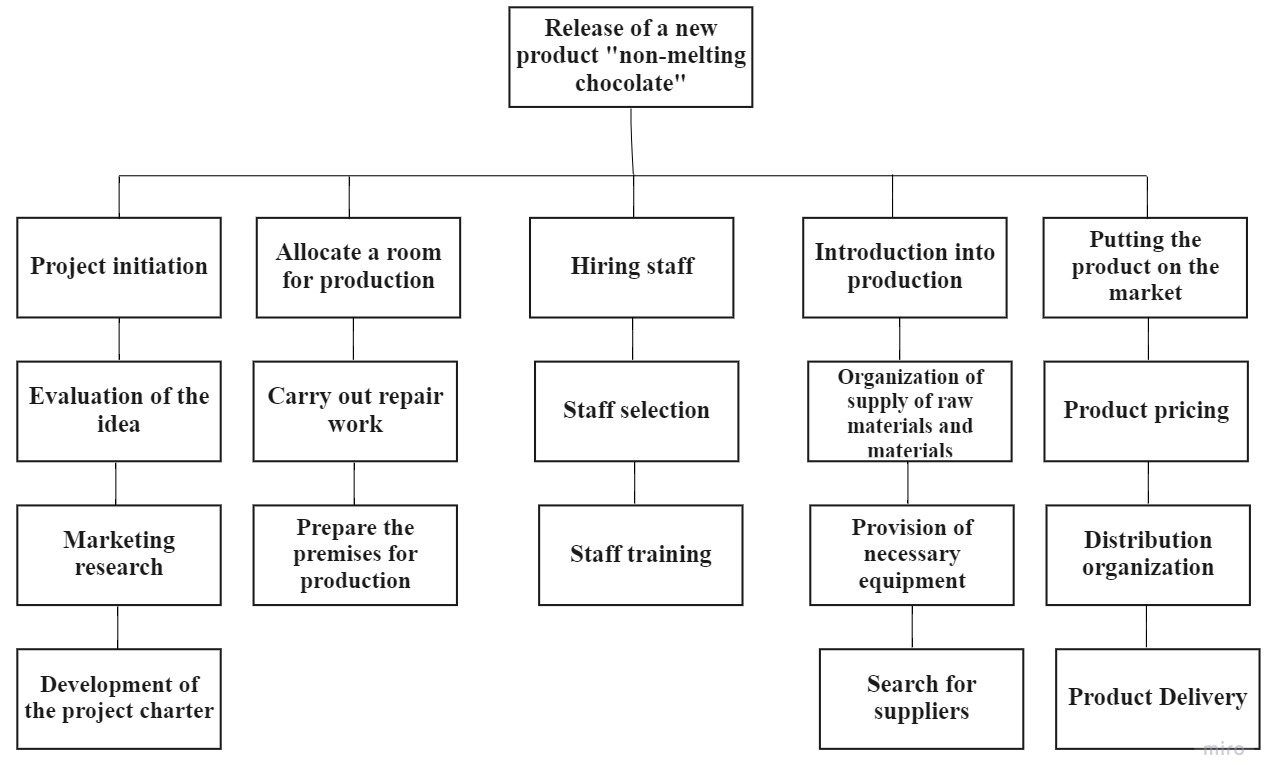 Release of a new
product "non-melting
chocolate"
Project initiation
Allocate a room
for production
Hiring staff
Introduction into
production
Putting the
product on the
market
Evaluation of the
idea
Carry out repair
work
Staff selection
Organization of
supply of raw
materials and
materials
Product pricing
Marketing
research
Prepare the
premises for
production
Staff training
Provision of
necessary
equipment
Distribution
organization
Development of
the project charter
Search for
suppliers
Product Delivery
miro